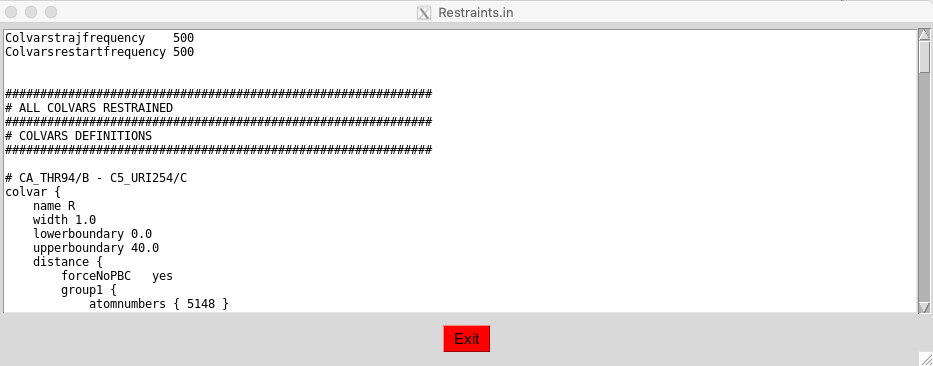 Restraints.in
Colvarstrajfrequency    500
Colvarsrestartfrequency 500
#############################################################
# ALL COLVARS RESTRAINED
#############################################################
# COLVARS DEFINITIONS
#############################################################
# CA_THR94/B - C5_URI254/C
colvar {
    name R
    width 1.0
    lowerboundary 0.0
    upperboundary 40.0
    distance {
        forceNoPBC   yes
        group1 {
            atomnumbers { 5148 }
Exit